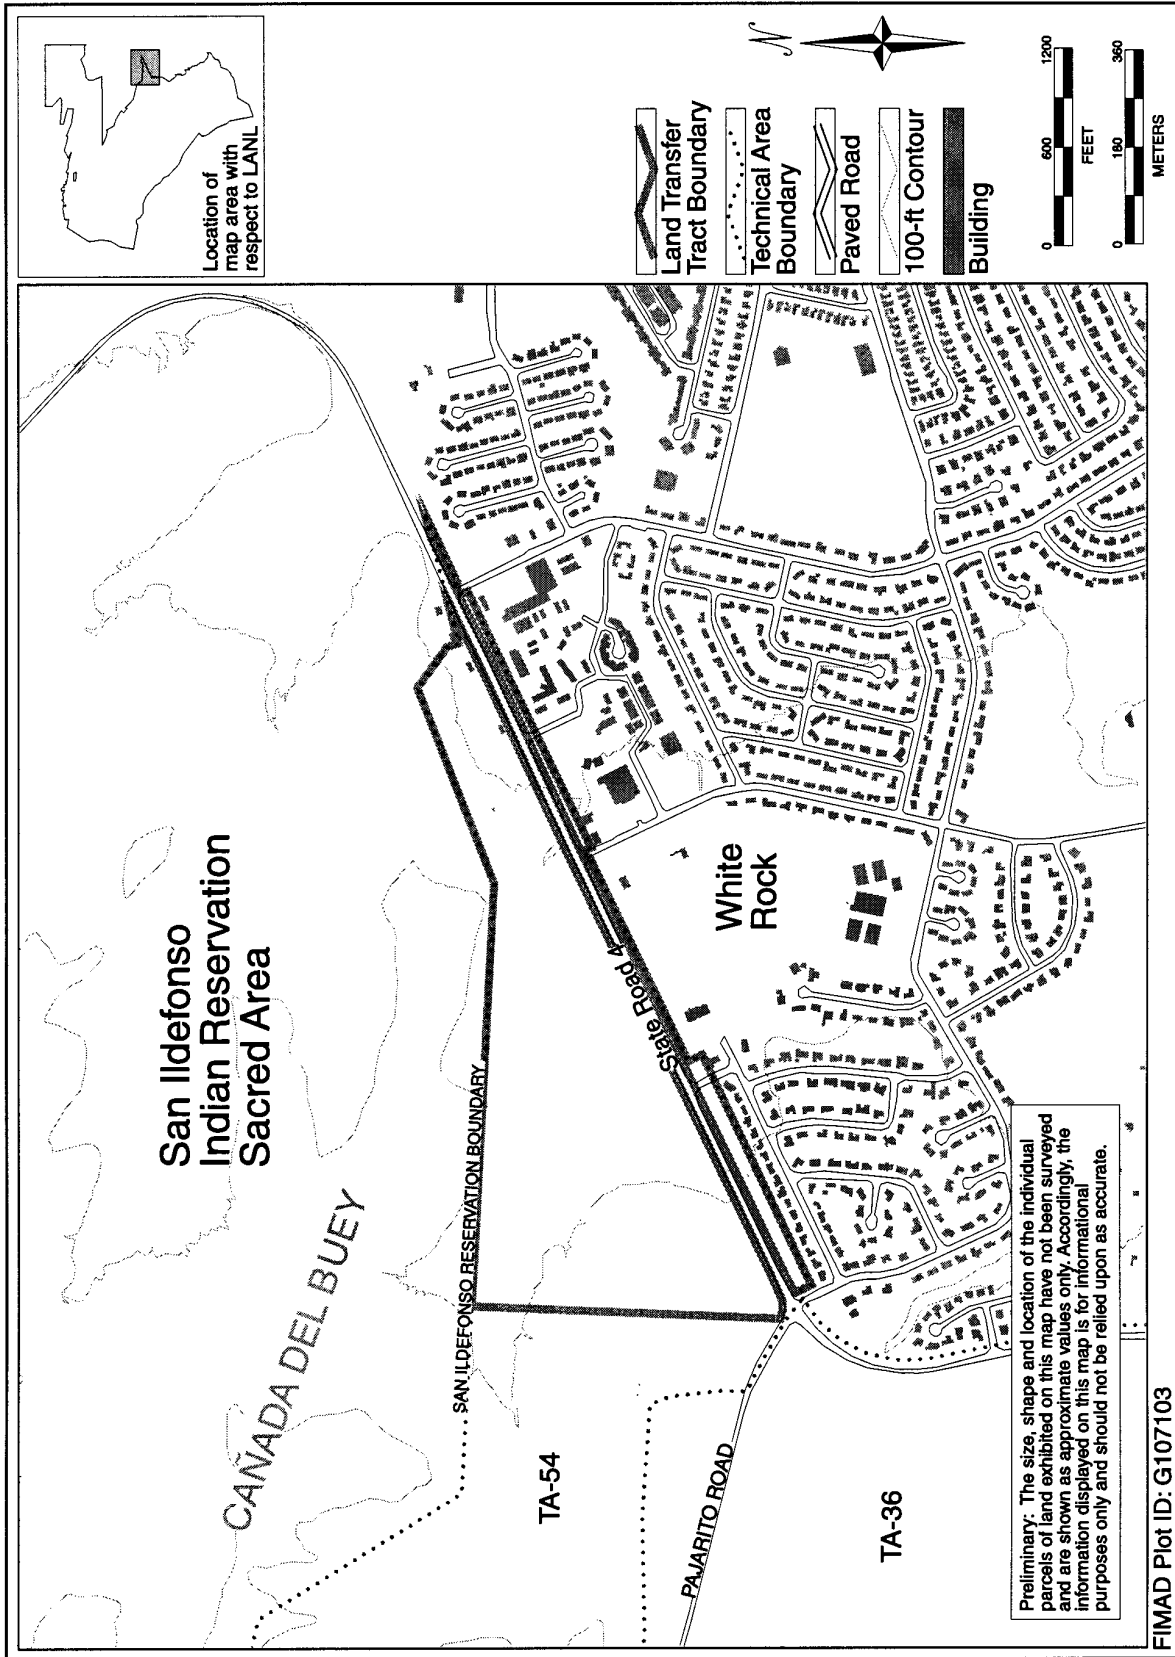 San Ildefonso
Indian Reservation
Sacred Area
CAÑADA DEL BUEY
SAN ILDEFONSO RESERVATION BOUNDARY
State Road 4
White
Rock
TA-54
PAJARITO ROAD
TA-36
Preliminary: The size, shape and location of the individual
parcels of land exhibited on this map have not been surveyed
and are shown as approximate values only. Accordingly, the
information displayed on this map is for informational
purposes only and should not be relied upon as accurate.
FIMAD Plot ID: G107103
Location of
map area with
respect to LANL
Land Transfer
Tract Boundary
Technical Area
Boundary
Paved Road
100-ft Contour
Building
N
0 600 1200
FEET
0 180 360
METERS